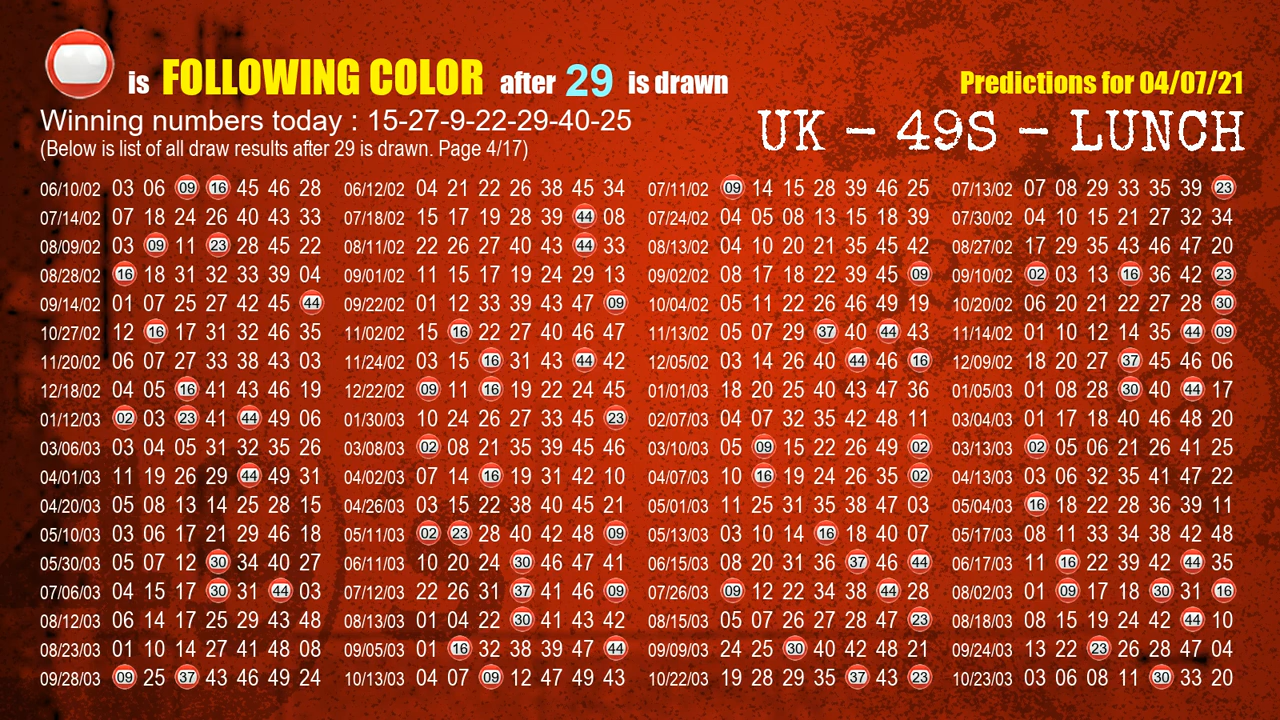 is FOLLOWING COLOR after 29 is drawn
Predictions for 04/07/21
Winning numbers today : 15-27-9-22-29-40-25
UK - 49S - LUNCH
(Below is list of all draw results after 29 is drawn. Page 4/17)
06/10/02 03 06 09 16 45 46 28 06/12/02 04 21 22 26 38 45 34 07/11/02 09 14 15 28 39 46 25 07/13/02 07 08 29 33 35 39 23
07/14/02 07 18 24 26 40 43 33 07/18/02 15 17 19 28 39 44 08 07/24/02 04 05 08 13 15 18 39 07/30/02 04 10 15 21 27 32 34
08/09/02 03 09 11 23 28 45 22 08/11/02 22 26 27 40 43 44 33 08/13/02 04 10 20 21 35 45 42 08/27/02 17 29 35 43 46 47 20
08/28/02 16 18 31 32 33 39 04 09/01/02 11 15 17 19 24 29 13 09/02/02 08 17 18 22 39 45 09 09/10/02 02 03 13 16 36 42 23
09/14/02 01 07 25 27 42 45 44 09/22/02 01 12 33 39 43 47 09 10/04/02 05 11 22 26 46 49 19 10/20/02 06 20 21 22 27 28 30
10/27/02 12 16 17 31 32 46 35 11/02/02 15 16 22 27 40 46 47 11/13/02 05 07 29 37 40 44 43 11/14/02 01 10 12 14 35 44 09
11/20/02 06 07 27 33 38 43 03 11/24/02 03 15 16 31 43 44 42 12/05/02 03 14 26 40 44 46 16 12/09/02 18 20 27 37 45 46 06
12/18/02 04 05 16 41 43 46 19 12/22/02 09 11 16 19 22 24 45 01/01/03 18 20 25 40 43 47 36 01/05/03 01 08 28 30 40 44 17
01/12/03 02 03 23 41 44 49 06 01/30/03 10 24 26 27 33 45 23 02/07/03 04 07 32 35 42 48 11 03/04/03 01 17 18 40 46 48 20
03/06/03 03 04 05 31 32 35 26 03/08/03 02 08 21 35 39 45 46 03/10/03 05 09 15 22 26 49 02 03/13/03 02 05 06 21 26 41 25
04/01/03 11 19 26 29 44 49 31 04/02/03 07 14 16 19 31 42 10 04/07/03 10 16 19 24 26 35 02 04/13/03 03 06 32 35 41 47 22
04/20/03 05 08 13 14 25 28 15 04/26/03 03 15 22 38 40 45 21 05/01/03 11 25 31 35 38 47 03 05/04/03 16 18 22 28 36 39 11
05/10/03 03 06 17 21 29 46 18 05/11/03 02 23 28 40 42 48 09 05/13/03 03 10 14 16 18 40 07 05/17/03 08 11 33 34 38 42 48
05/30/03 05 07 12 30 34 40 27 06/11/03 10 20 24 30 46 47 41 06/15/03 08 20 31 36 37 46 44 06/17/03 11 16 22 39 42 44 35
07/06/03 04 15 17 30 31 44 03 07/12/03 22 26 31 37 41 46 09 07/26/03 09 12 22 34 38 44 28 08/02/03 01 09 17 18 30 31 16
08/12/03 06 14 17 25 29 43 48 08/13/03 01 04 22 30 41 43 42 08/15/03 05 07 26 27 28 47 23 08/18/03 08 15 19 24 42 44 10
08/23/03 01 10 14 27 41 48 08 09/05/03 01 16 32 38 39 47 44 09/09/03 24 25 30 40 42 48 21 09/24/03 13 22 23 26 28 47 04
09/28/03 09 25 37 43 46 49 24 10/13/03 04 07 09 12 47 49 43 10/22/03 19 28 29 35 37 43 23 10/23/03 03 06 08 11 30 33 20